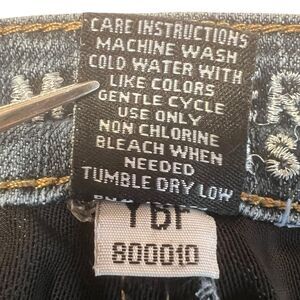 CARE INSTRUCTIONS
MACHINE WASH
COLD WATER WITH
LIKE COLORS
GENTLE CYCLE
USE ONLY
NON CHLORINE
BLEACH WHEN
NEEDED
TUMBLE DRY LOW
YDF
800010
M
R
S